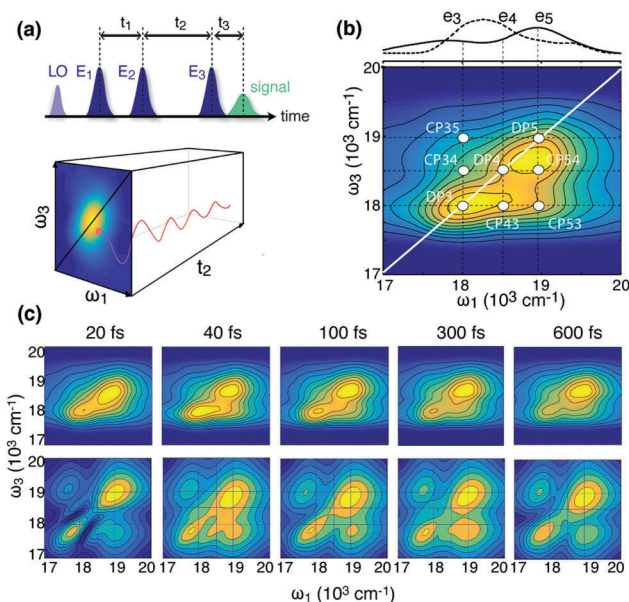 (a)
t₁ t₂ t₃
LO E₁ E₂ E₃ signal
time
ω₃
ω₁
t₂
(b)
e₃ e₄ e₅
20
19
18
17
ω₃ (10³ cm⁻¹)
CP35 DP5
CP34 DP4 CP54
DP3 CP43 CP53
17 18 19 20
ω₁ (10³ cm⁻¹)
(c)
20 fs 40 fs 100 fs 300 fs 600 fs
20
19
18
17
20
19
18
17
ω₃ (10³ cm⁻¹)
17 18 19 20 17 18 19 20 17 18 19 20 17 18 19 20 17 18 19 20
ω₁ (10³ cm⁻¹)